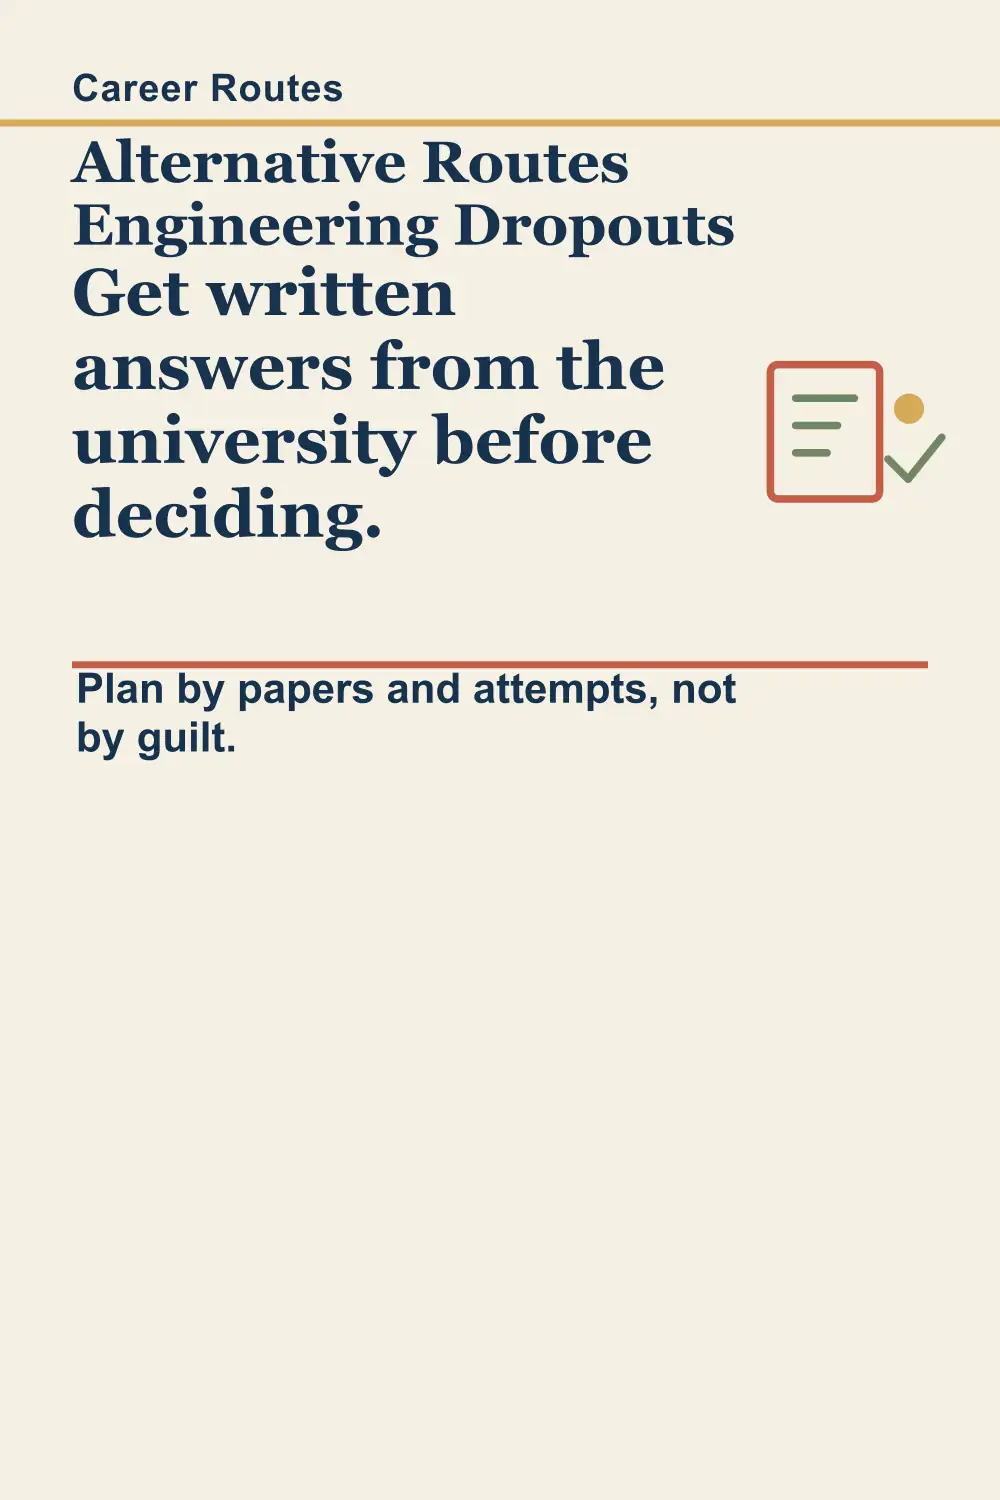 Career Routes
Alternative Routes
Engineering Dropouts
Get written
answers from the
university before
deciding.
Plan by papers and attempts, not
by guilt.